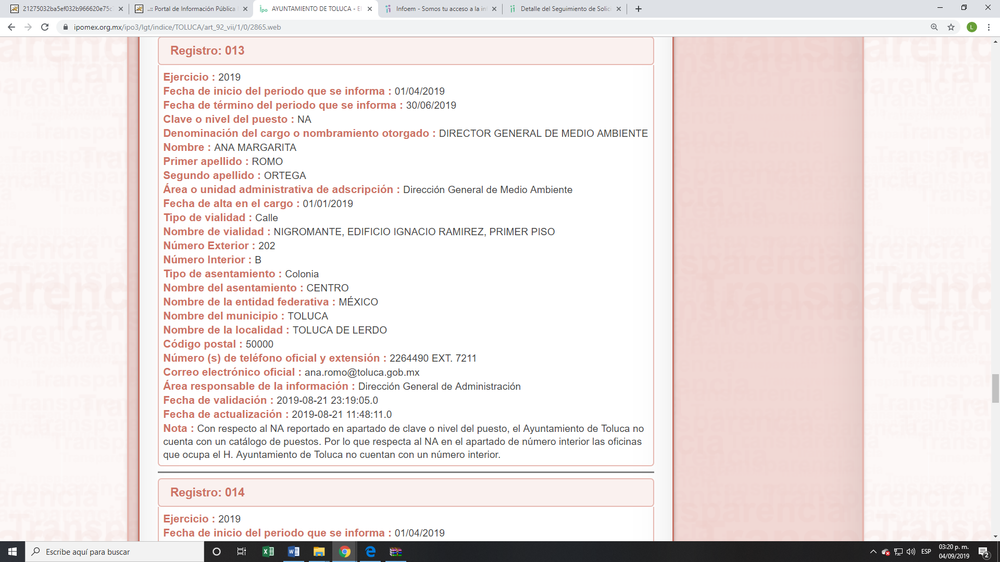 21275032ba5ef032b966620e75c
..:: Portal de Información Pública
AYUNTAMIENTO DE TOLUCA - El
Infoem - Somos tu acceso a la in
Detalle del Seguimiento de Solic
ipomex.org.mx/ipo3/lgt/indice/TOLUCA/art_92_vii/1/0/2865.web
L
Registro: 013
Ejercicio : 2019
Fecha de inicio del periodo que se informa : 01/04/2019
Fecha de término del periodo que se informa : 30/06/2019
Clave o nivel del puesto : NA
Denominación del cargo o nombramiento otorgado : DIRECTOR GENERAL DE MEDIO AMBIENTE
Nombre : ANA MARGARITA
Primer apellido : ROMO
Segundo apellido : ORTEGA
Área o unidad administrativa de adscripción : Dirección General de Medio Ambiente
Fecha de alta en el cargo : 01/01/2019
Tipo de vialidad : Calle
Nombre de vialidad : NIGROMANTE, EDIFICIO IGNACIO RAMIREZ, PRIMER PISO
Número Exterior : 202
Número Interior : B
Tipo de asentamiento : Colonia
Nombre del asentamiento : CENTRO
Nombre de la entidad federativa : MÉXICO
Nombre del municipio : TOLUCA
Nombre de la localidad : TOLUCA DE LERDO
Código postal : 50000
Número (s) de teléfono oficial y extensión : 2264490 EXT. 7211
Correo electrónico oficial : ana.romo@toluca.gob.mx
Área responsable de la información : Dirección General de Administración
Fecha de validación : 2019-08-21 23:19:05.0
Fecha de actualización : 2019-08-21 11:48:11.0
Nota : Con respecto al NA reportado en apartado de clave o nivel del puesto, el Ayuntamiento de Toluca no
cuenta con un catálogo de puestos. Por lo que respecta al NA en el apartado de número interior las oficinas
que ocupa el H. Ayuntamiento de Toluca no cuentan con un número interior.
Registro: 014
Ejercicio : 2019
Fecha de inicio del periodo que se informa : 01/04/2019
Escribe aquí para buscar
ESP
03:20 p. m.
04/09/2019
2